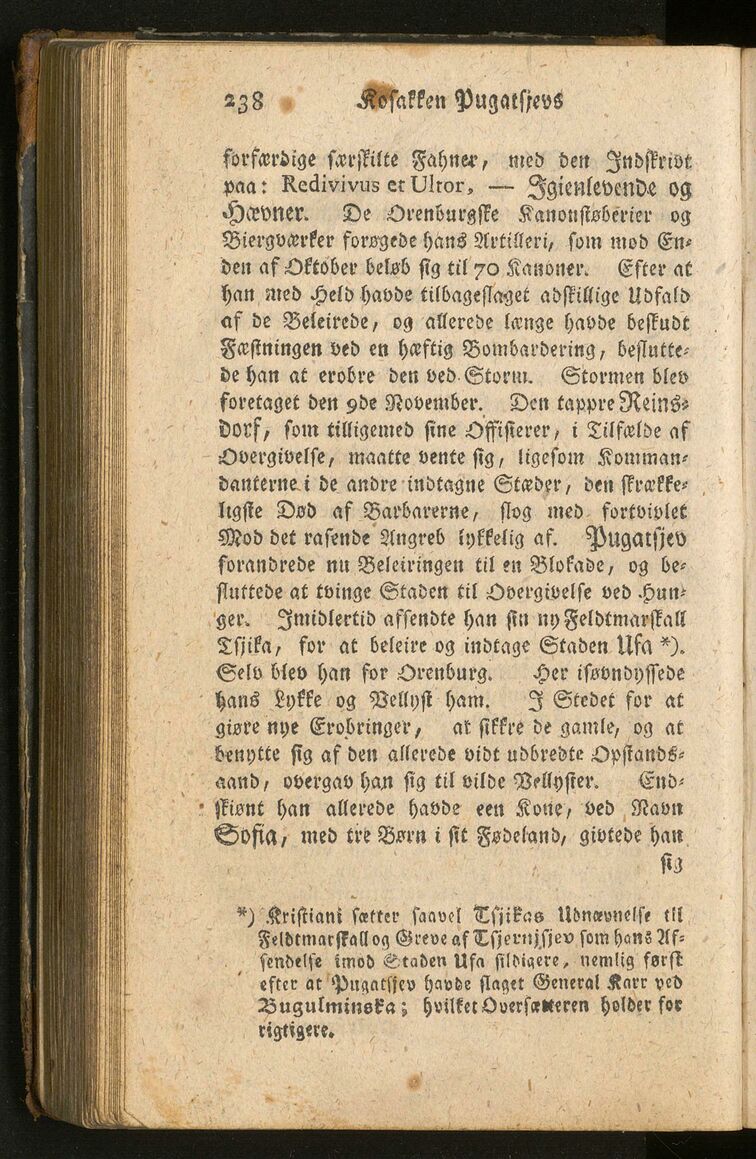 238 Kosakken Pugatsjevs
forfærdige særskilte Fahner, med den Indskrivt
paa: Redivivus et Ultor, — Igienlevende og
Hævner. De Orenburgske Kanonstøberier og
Biergværker forøgede hans Artilleri, som mod En-
den af Oktober beløb sig til 70 Kanoner. Efter at
han med Held havde tilbageslaget adskillige Udfald
af de Beleirede, og allerede længe havde beskudt
Fæstningen ved en hæftig Bombardering, beslutte-
de han at erobre den ved Storm. Stormen blev
foretaget den 9de November. Den tappre Reins-
dorf, som tilligemed sine Offisierer, i Tilfælde af
Overgivelse, maatte vente sig, ligesom Komman-
danterne i de andre indtagne Stæder, den skrække-
ligste Død af Barbarerne, slog med fortvivlet
Mod det rasende Angreb lykkelig af. Pugatsjev
forandrede nu Beleiringen til en Blokade, og be-
sluttede at tvinge Staden til Overgivelse ved Hun-
ger. Imidlertid affsendte han sin ny Feldtmarskall
Tsjika, for at beleire og indtage Staden Ufa *).
Selv blev han for Orenburg. Her isøvndyssede
hans Lykke og Vellyst ham. I Stedet for at
giøre nye Erobringer, at sikkre de gamle, og at
benytte sig af den allerede vidt udbredte Opstands-
aand, overgav han sig til vilde Vellyster. End-
skiønt han allerede havde een Kone, ved Navn
Sofia, med tre Børn i sit Fødeland, givtede han
sig
*) Kristiani sætter saavel Tsjikas Udnævnelse til
Feldtmarskall og Greve af Tsjernjsjev som hans Af-
sendelse imod Staden Ufa sildigere, nemlig først
efter at Pugatsjev havde slaget General Karr ved
Bugulminska; hvilket Oversætteren holder for
rigtigere.